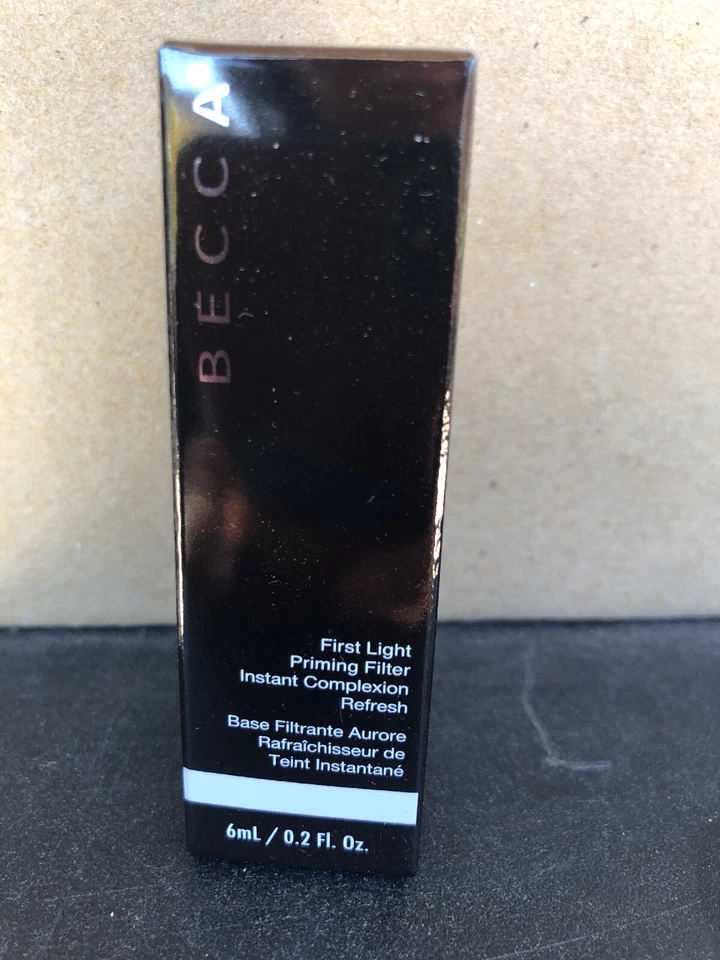 BECCA
First Light
Priming Filter
Instant Complexion
Refresh
Base Filtrante Aurore
Rafraîchisseur de
Teint Instantané
6mL / 0.2 Fl. Oz.